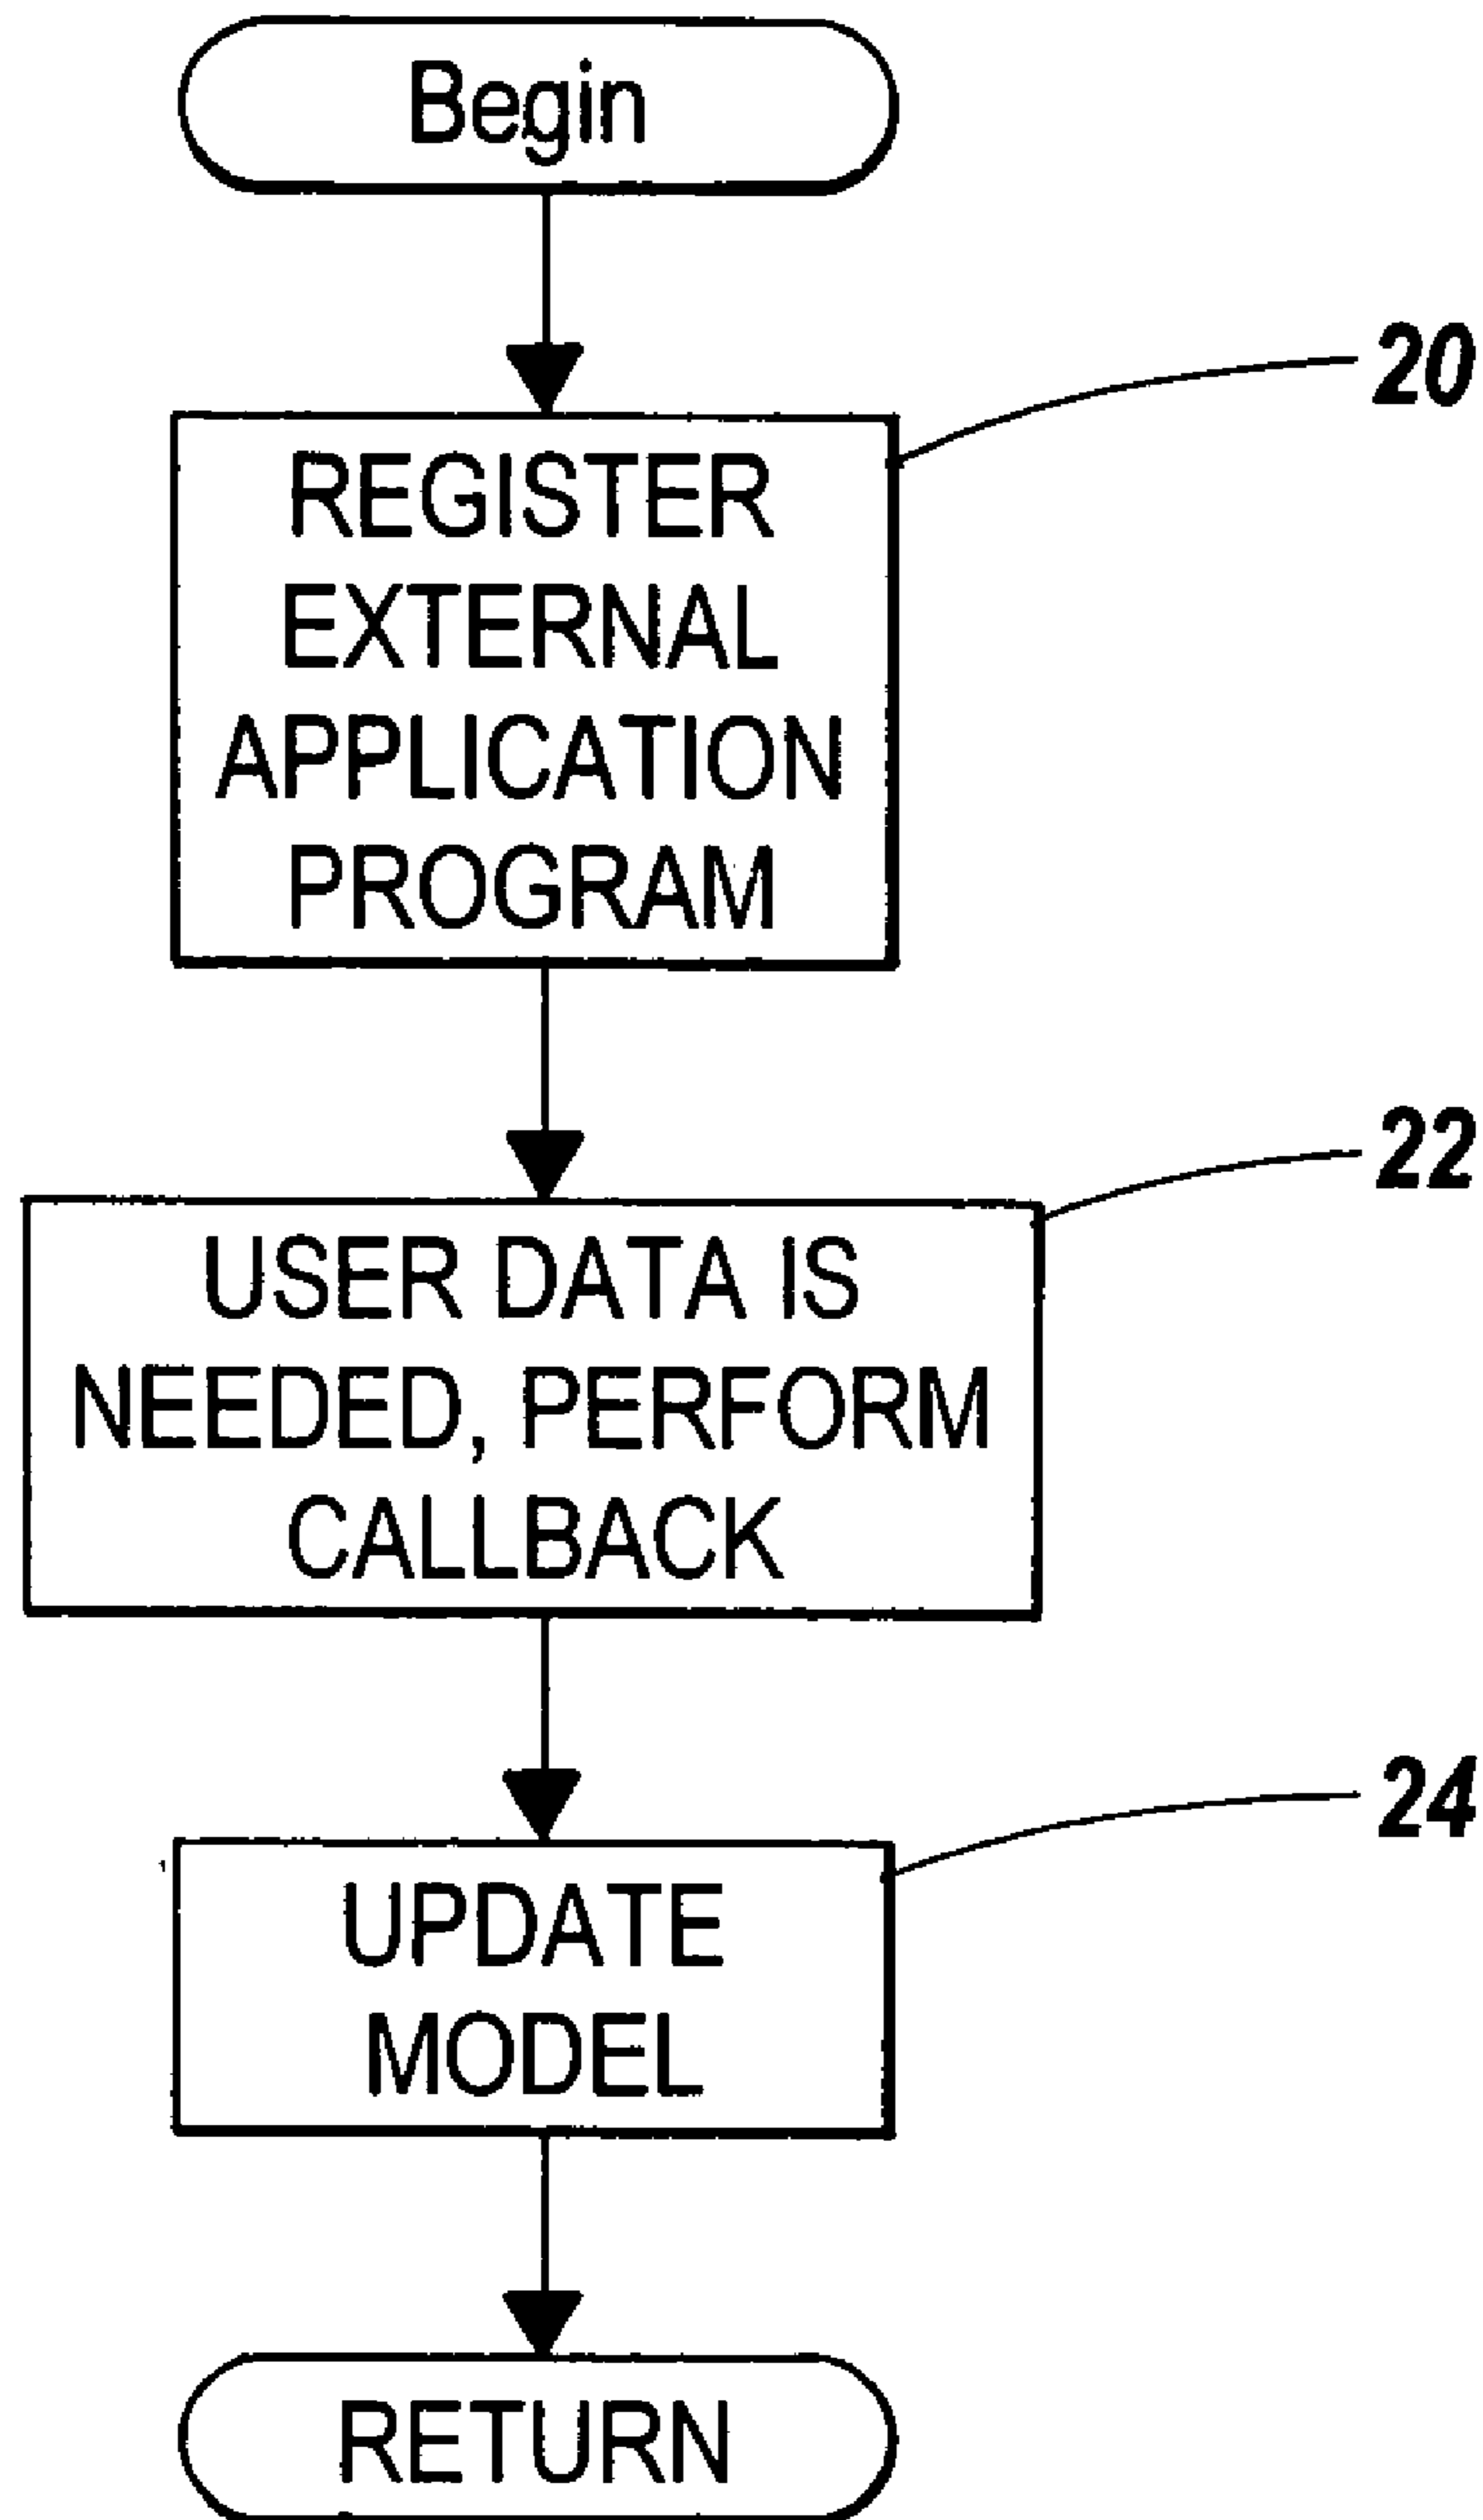 Begin
20
REGISTER
EXTERNAL
APPLICATION
PROGRAM
22
USER DATA IS
NEEDED, PERFORM
CALLBACK
24
UPDATE
MODEL
RETURN